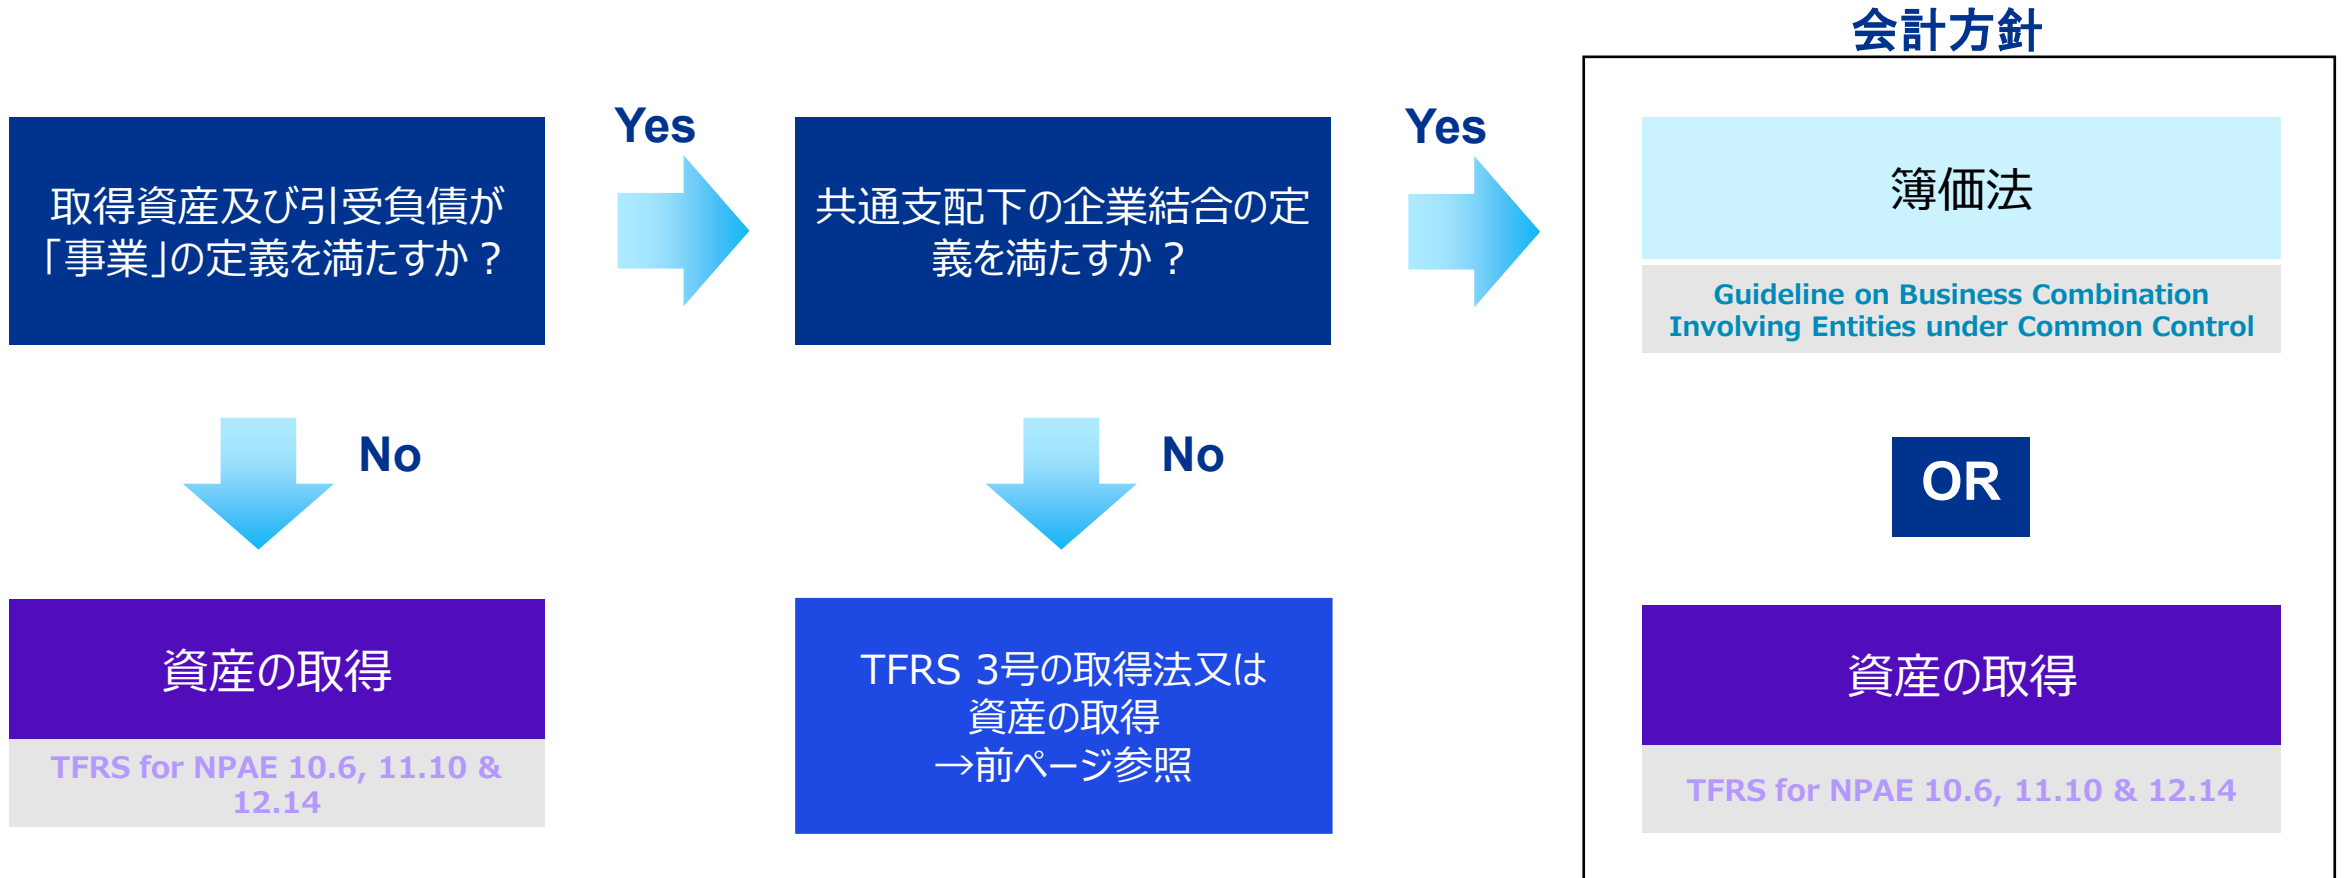 会計方針
Yes
Yes
取得資産及び引受負債が
「事業」の定義を満たすか？
共通支配下の企業結合の定
義を満たすか？
簿価法
Guideline on Business Combination
Involving Entities under Common Control
No
No
OR
資産の取得
TFRS for NPAE 10.6, 11.10 &
12.14
TFRS 3号の取得法又は
資産の取得
→前ページ参照
資産の取得
TFRS for NPAE 10.6, 11.10 & 12.14